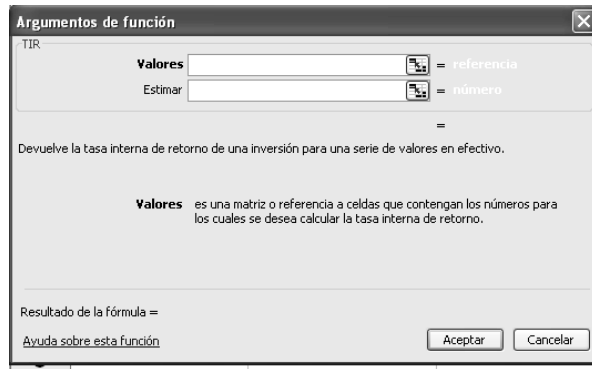 Argumentos de función
TIR
Valores = referencia
Estimar = número
=
Devuelve la tasa interna de retorno de una inversión para una serie de valores en efectivo.
Valores es una matriz o referencia a celdas que contengan los números para
los cuales se desea calcular la tasa interna de retorno.
Resultado de la fórmula =
Ayuda sobre esta función Aceptar Cancelar